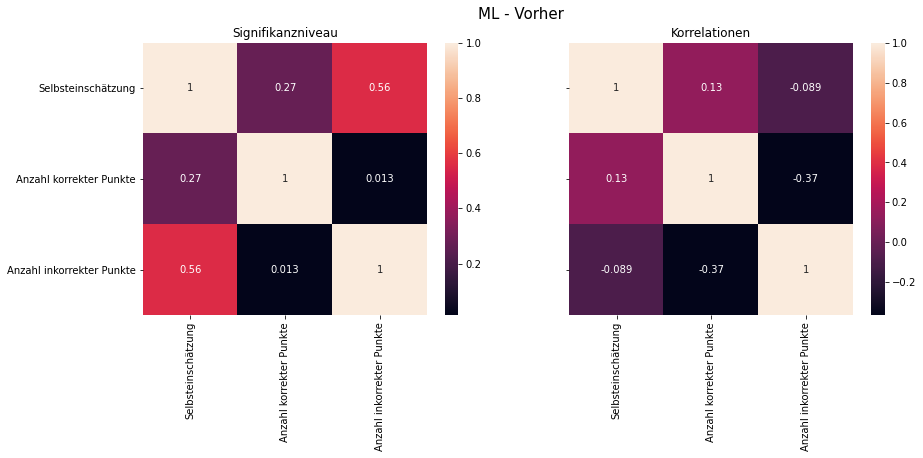 ML - Vorher
Signifikanzniveau
Selbsteinschätzung
Anzahl korrekter Punkte
Anzahl inkorrekter Punkte
1 0.27 0.56
0.27 1 0.013
0.56 0.013 1
Selbsteinschätzung
Anzahl korrekter Punkte
Anzahl inkorrekter Punkte
1.0
0.8
0.6
0.4
0.2
Korrelationen
1 0.13 -0.089
0.13 1 -0.37
-0.089 -0.37 1
Selbsteinschätzung
Anzahl korrekter Punkte
Anzahl inkorrekter Punkte
1.0
0.8
0.6
0.4
0.2
0.0
−0.2